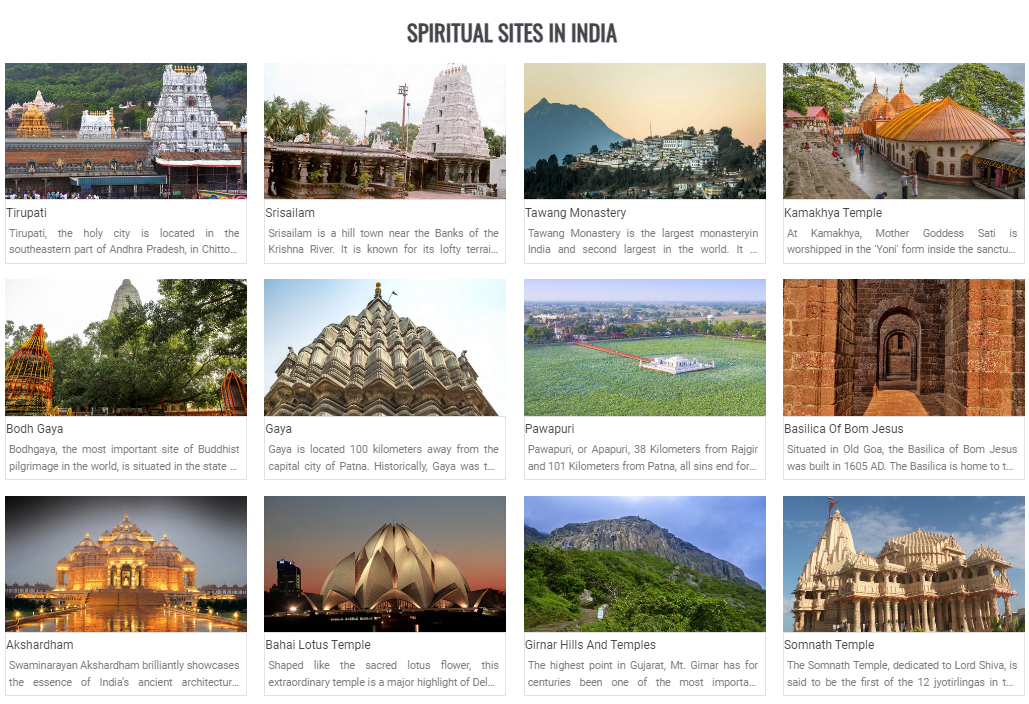 SPIRITUAL SITES IN INDIA
Tirupati
Tirupati, the holy city is located in the
southeastern part of Andhra Pradesh, in Chitto...
Srisailam
Srisailam is a hill town near the Banks of the
Krishna River. It is known for its lofty terrai...
Tawang Monastery
Tawang Monastery is the largest monasteryin
India and second largest in the world. It ...
Kamakhya Temple
At Kamakhya, Mother Goddess Sati is
worshipped in the 'Yoni' form inside the sanctu...
Bodh Gaya
Bodhgaya, the most important site of Buddhist
pilgrimage in the world, is situated in the state ...
Gaya
Gaya is located 100 kilometers away from the
capital city of Patna. Historically, Gaya was t...
Pawapuri
Pawapuri, or Apapuri, 38 Kilometers from Rajgir
and 101 Kilometers from Patna, all sins end for...
Basilica Of Bom Jesus
Situated in Old Goa, the Basilica of Bom Jesus
was built in 1605 AD. The Basilica is home to t...
Akshardham
Swaminarayan Akshardham brilliantly showcases
the essence of India's ancient architectur...
Bahai Lotus Temple
Shaped like the sacred lotus flower, this
extraordinary temple is a major highlight of Del...
Girnar Hills And Temples
The highest point in Gujarat, Mt. Girnar has for
centuries been one of the most importa...
Somnath Temple
The Somnath Temple, dedicated to Lord Shiva, is
said to be the first of the 12 jyotirlingas in t...